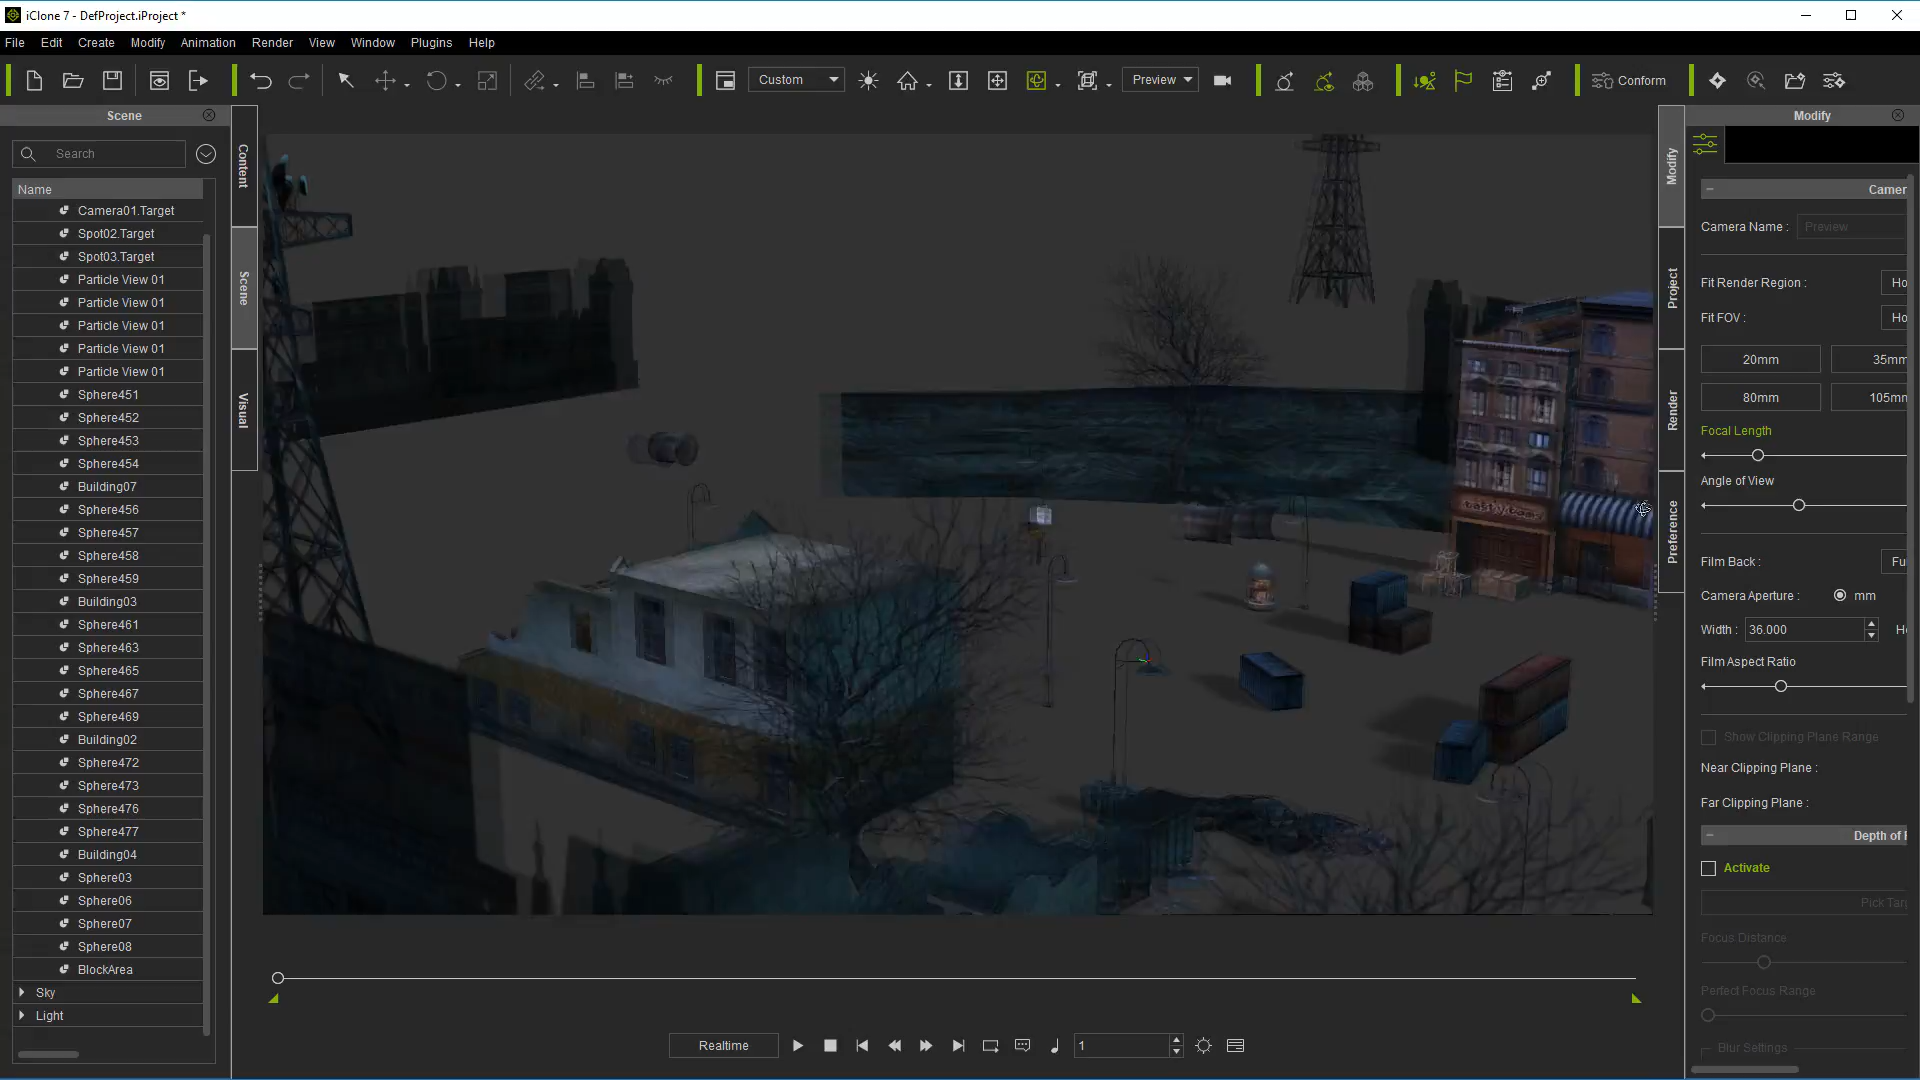 iClone 7 - DefProject.iProject *
File Edit Create Modify Animation Render View Window Plugins Help
Custom Preview Conform
Scene
Search
Name
Camera01.Target
Spot02.Target
Spot03.Target
Particle View 01
Particle View 01
Particle View 01
Particle View 01
Particle View 01
Sphere451
Sphere452
Sphere453
Sphere454
Building07
Sphere456
Sphere457
Sphere458
Sphere459
Building03
Sphere461
Sphere463
Sphere465
Sphere467
Sphere469
Building02
Sphere472
Sphere473
Sphere476
Sphere477
Building04
Sphere03
Sphere06
Sphere07
Sphere08
BlockArea
Sky
Light
Content
Scene
Visual
Realtime
1
Modify
Project
Render
Preference
Modify
Camer
Camera Name : Preview
Fit Render Region : Ho
Fit FOV : Ho
20mm 35mm
80mm 105mm
Focal Length
Angle of View
Film Back : Fu
Camera Aperture : mm
Width : 36.000 He
Film Aspect Ratio
Show Clipping Plane Range
Near Clipping Plane :
Far Clipping Plane :
Depth of F
Activate
Pick Tar
Focus Distance
Perfect Focus Range
Blur Settings